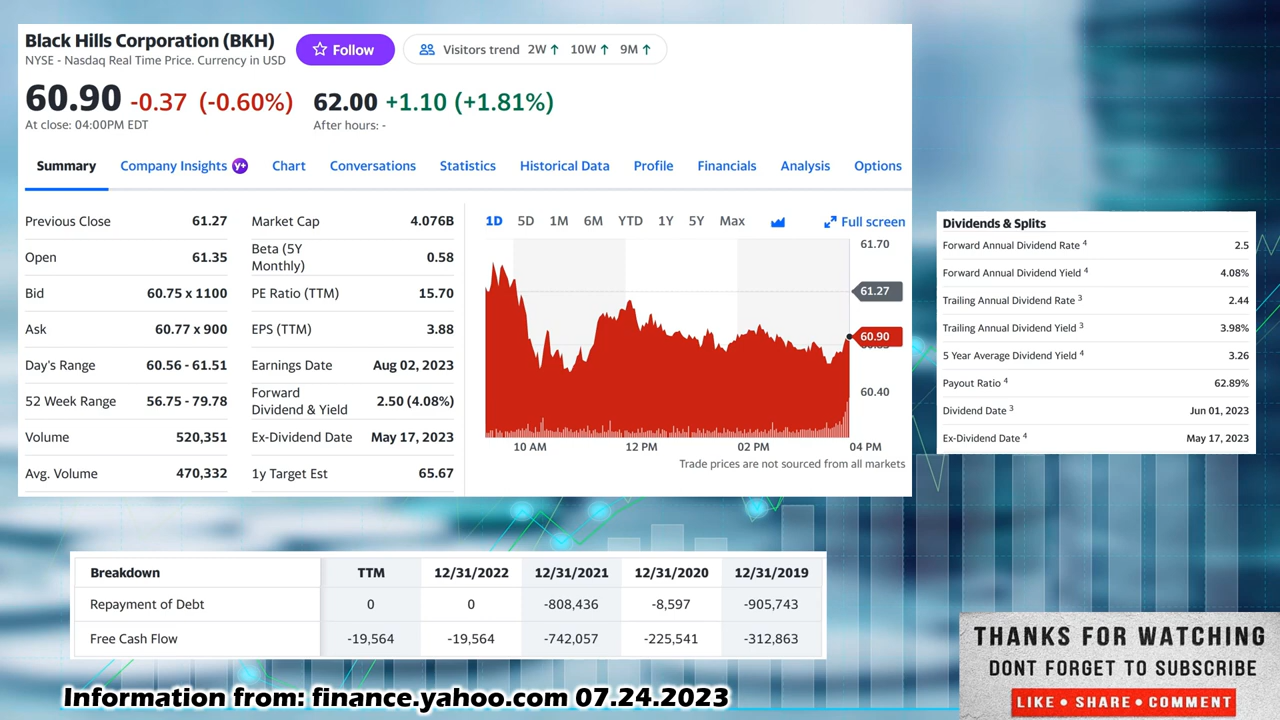 Black Hills Corporation (BKH)
Follow
Visitors trend 2W ↑ 10W ↑ 9M ↑
NYSE - Nasdaq Real Time Price. Currency in USD
60.90 -0.37 (-0.60%) 62.00 +1.10 (+1.81%)
At close: 04:00PM EDT After hours: -
Summary Company Insights y+ Chart Conversations Statistics Historical Data Profile Financials Analysis Options
Previous Close 61.27
Open 61.35
Bid 60.75 x 1100
Ask 60.77 x 900
Day's Range 60.56 - 61.51
52 Week Range 56.75 - 79.78
Volume 520,351
Avg. Volume 470,332
Market Cap 4.076B
Beta (5Y
Monthly) 0.58
PE Ratio (TTM) 15.70
EPS (TTM) 3.88
Earnings Date Aug 02, 2023
Forward
Dividend & Yield 2.50 (4.08%)
Ex-Dividend Date May 17, 2023
1y Target Est 65.67
1D 5D 1M 6M YTD 1Y 5Y Max Full screen
61.70
61.27
60.90
60.40
10 AM 12 PM 02 PM 04 PM
Trade prices are not sourced from all markets
Dividends & Splits
Forward Annual Dividend Rate 4 2.5
Forward Annual Dividend Yield 4 4.08%
Trailing Annual Dividend Rate 3 2.44
Trailing Annual Dividend Yield 3 3.98%
5 Year Average Dividend Yield 4 3.26
Payout Ratio 4 62.89%
Dividend Date 3 Jun 01, 2023
Ex-Dividend Date 4 May 17, 2023
Breakdown TTM 12/31/2022 12/31/2021 12/31/2020 12/31/2019
Repayment of Debt 0 0 -808,436 -8,597 -905,743
Free Cash Flow -19,564 -19,564 -742,057 -225,541 -312,863
THANKS FOR WATCHING
DONT FORGET TO SUBSCRIBE
LIKE • SHARE • COMMENT
Information from: finance.yahoo.com 07.24.2023